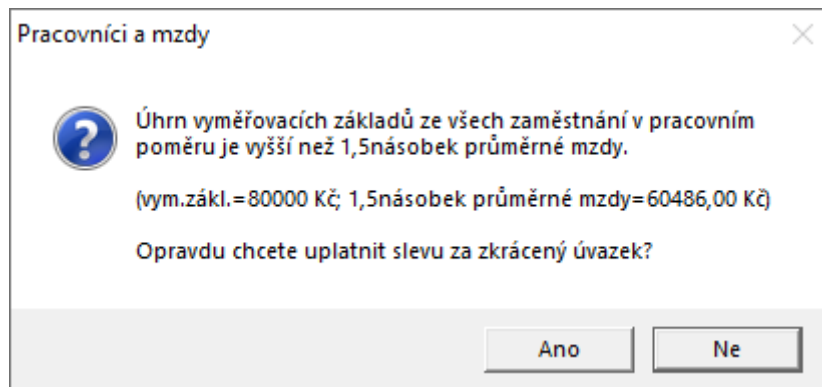 Pracovníci a mzdy
Úhrn vyměřovacích základů ze všech zaměstnání v pracovním
poměru je vyšší než 1,5násobek průměrné mzdy.
(vym.zákl.=80000 Kč; 1,5násobek průměrné mzdy=60486,00 Kč)
Opravdu chcete uplatnit slevu za zkrácený úvazek?
Ano
Ne